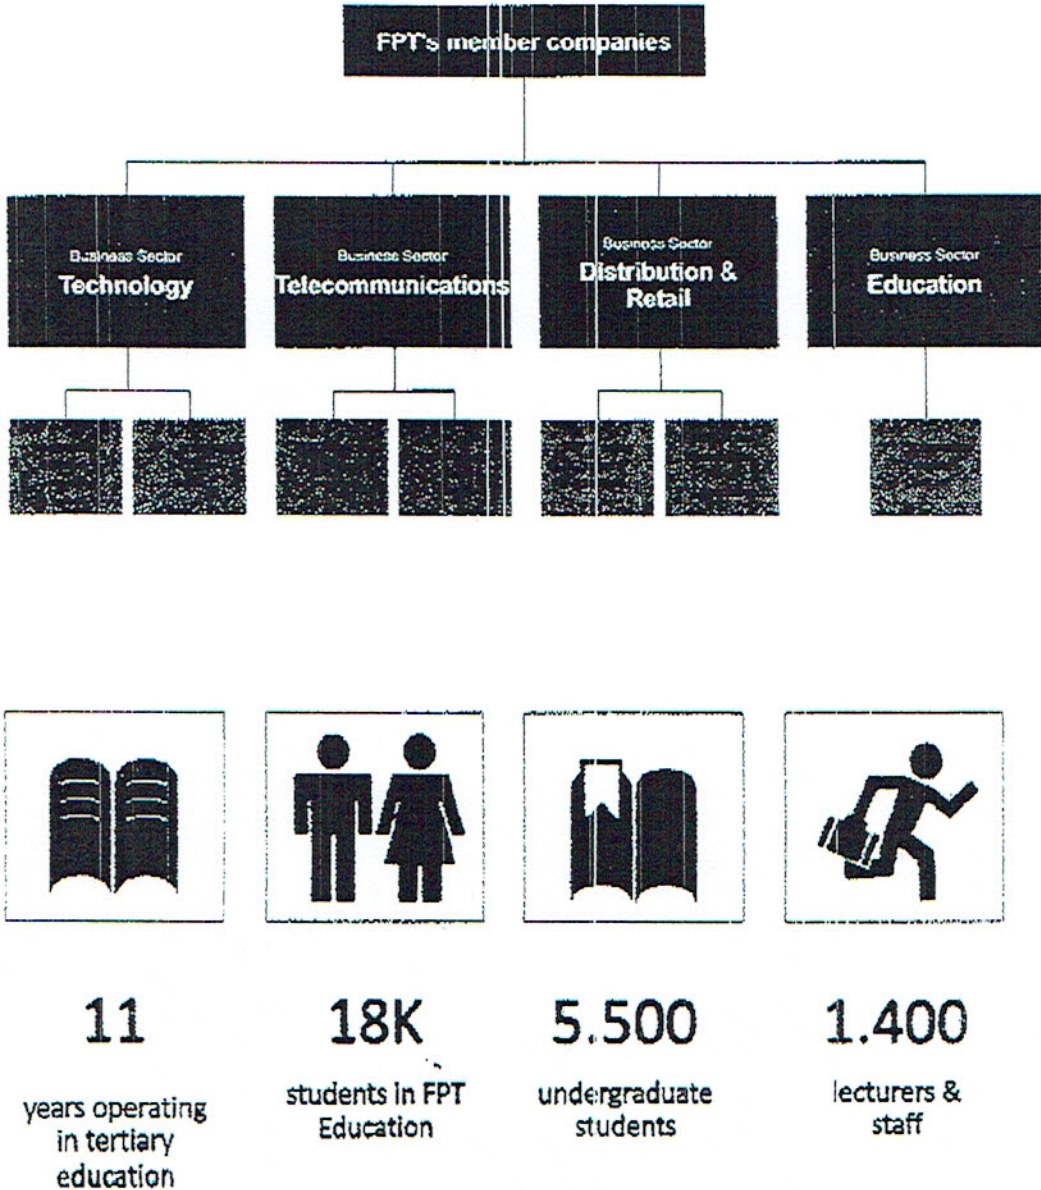 FPT's member companies
Business Sector
Technology
Business Sector
Telecommunications
Business Sector
Distribution &
Retail
Business Sector
Education
11
years operating
in tertiary
education
18K
students in FPT
Education
5.500
undergraduate
students
1.400
lecturers &
staff